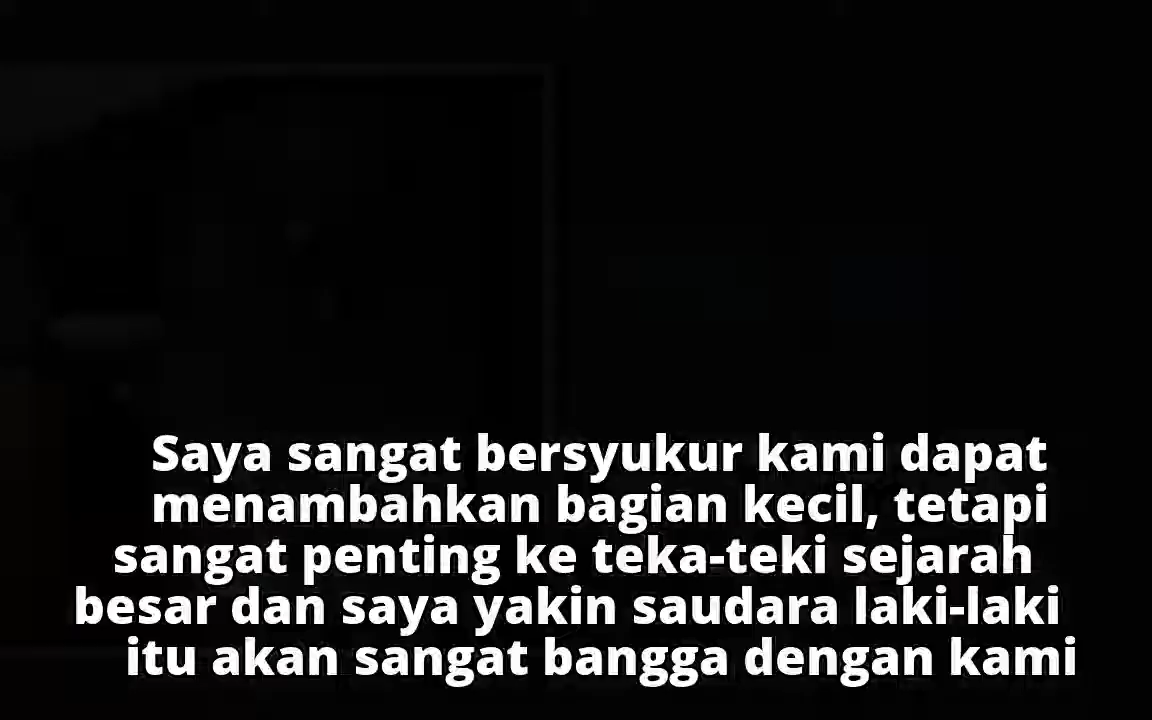 Saya sangat bersyukur kami dapat
menambahkan bagian kecil, tetapi
sangat penting ke teka-teki sejarah
besar dan saya yakin saudara laki-laki
itu akan sangat bangga dengan kami